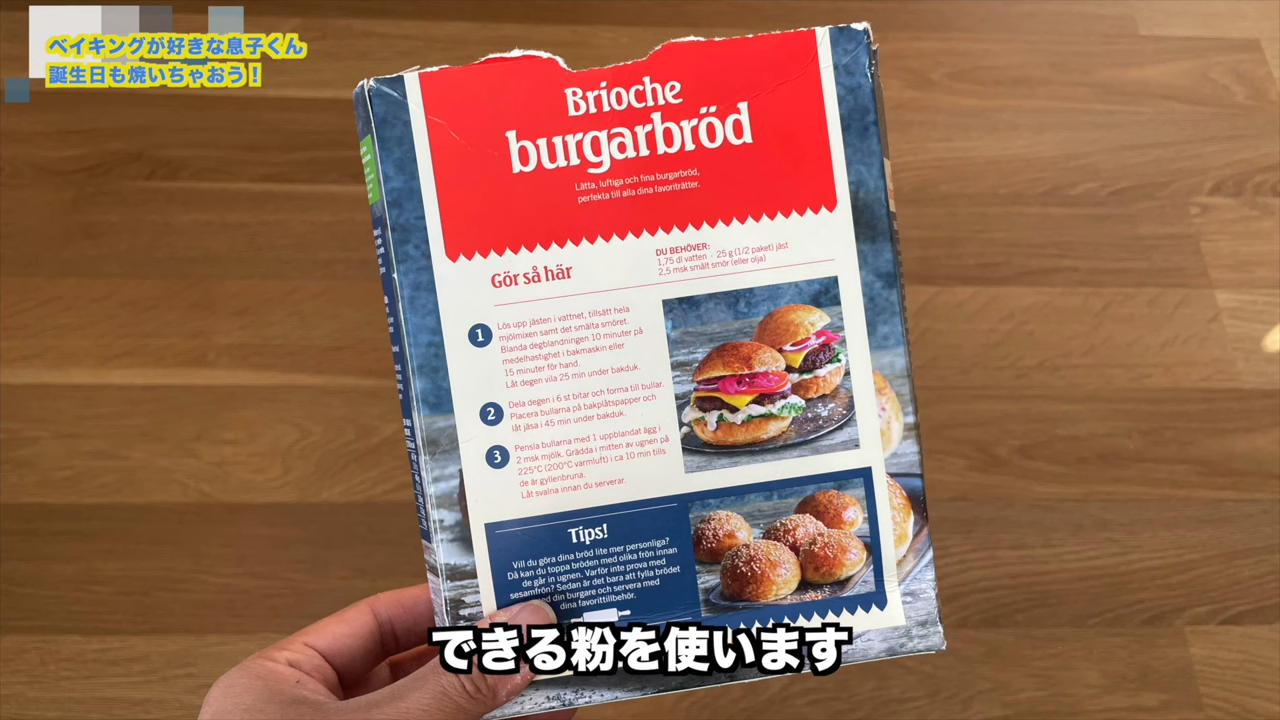 ベイキングが好きな息子くん
誕生日も焼いちゃおう！
Brioche
burgarbröd
Lätta, luftiga och fina burgarbröd,
perfekta till alla dina favoriträtter.
Gör så här
DU BEHÖVER:
1,75 dl vatten · 25 g (1/2 paket) jäst
2,5 msk smält smör (eller olja)
1
Lös upp jästen i vattnet, tillsätt hela
mjölmixen samt det smälta smöret.
Blanda degblandningen 10 minuter på
medelhastighet i bakmaskin eller
15 minuter för hand.
Låt degen vila 25 min under bakduk.
2
Dela degen i 6 st bitar och forma till bullar.
Placera bullarna på bakplåtspapper och
låt jäsa i 45 min under bakduk.
3
Pensla bullarna med 1 uppblandat ägg i
2 msk mjölk. Grädda i mitten av ugnen på
225°C (200°C varmluft) i ca 10 min tills
de är gyllenbruna.
Låt svalna innan du serverar.
Tips!
Vill du göra dina bröd lite mer personliga?
Då kan du toppa bröden med olika frön innan
de går in ugnen. Varför inte prova med
sesamfrön? Sedan är det bara att fylla brödet
din burgare och servera med
dina favorittillbehör.
できる粉を使います